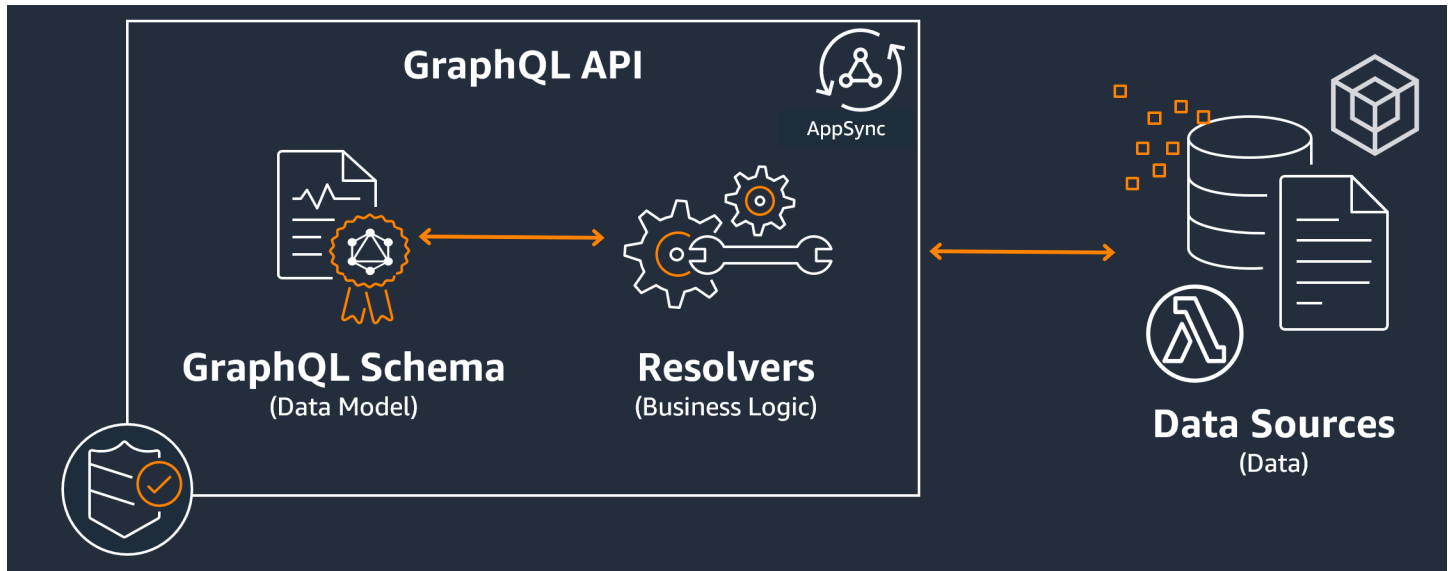 GraphQL API
AppSync
GraphQL Schema
(Data Model)
Resolvers
(Business Logic)
Data Sources
(Data)